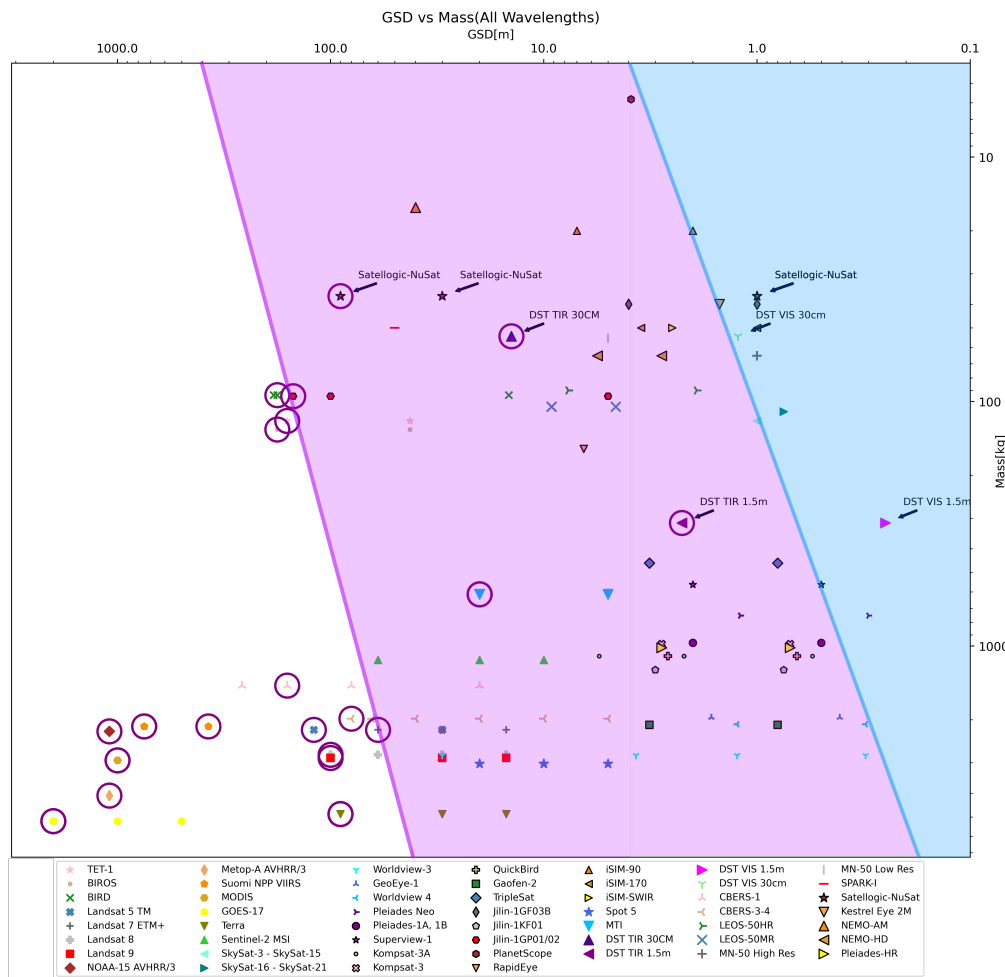 GSD vs Mass(All Wavelengths)
GSD[m]
1000.0 100.0 10.0 1.0 0.1
10
Satellogic-NuSat Satellogic-NuSat Satellogic-NuSat
DST TIR 30CM DST VIS 30cm
100
Mass[kg]
DST TIR 1.5m DST VIS 1.5m
1000
TET-1
BIROS
BIRD
Landsat 5 TM
Landsat 7 ETM+
Landsat 8
Landsat 9
NOAA-15 AVHRR/3
Metop-A AVHRR/3
Suomi NPP VIIRS
MODIS
GOES-17
Terra
Sentinel-2 MSI
SkySat-3 - SkySat-15
SkySat-16 - SkySat-21
Worldview-3
GeoEye-1
Worldview 4
Pleiades Neo
Pleiades-1A, 1B
Superview-1
Kompsat-3A
Kompsat-3
QuickBird
Gaofen-2
TripleSat
Jilin-1GF03B
Jilin-1KF01
Jilin-1GP01/02
PlanetScope
RapidEye
iSIM-90
iSIM-170
iSIM-SWIR
Spot 5
MTI
DST TIR 30CM
DST TIR 1.5m
DST VIS 1.5m
DST VIS 30cm
CBERS-1
CBERS-3-4
LEOS-50HR
LEOS-50MR
MN-50 High Res
MN-50 Low Res
SPARK-I
Satellogic-NuSat
Kestrel Eye 2M
NEMO-AM
NEMO-HD
Pleiades-HR